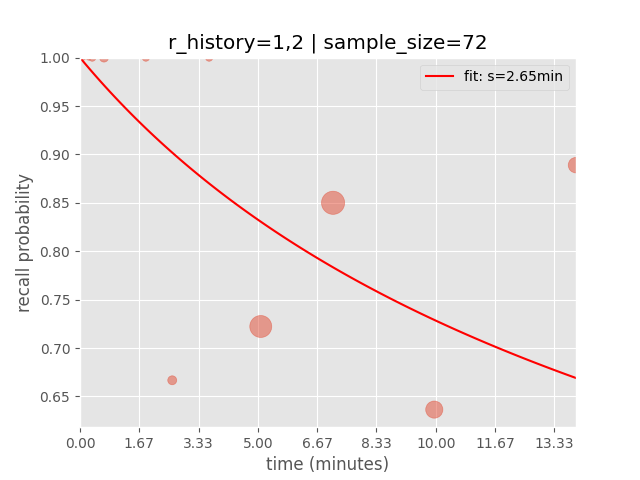 r_history=1,2 | sample_size=72
fit: s=2.65min
recall probability
1.00
0.95
0.90
0.85
0.80
0.75
0.70
0.65
0.00 1.67 3.33 5.00 6.67 8.33 10.00 11.67 13.33
time (minutes)